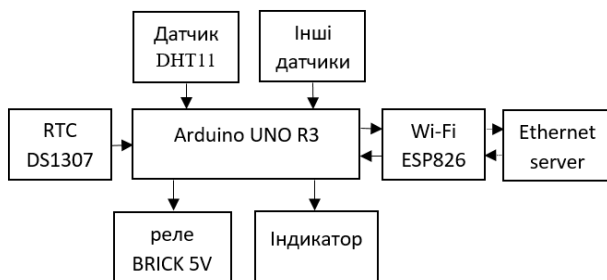 Датчик
DHT11
Інші
датчики
RTC
DS1307
Arduino UNO R3
Wi-Fi
ESP826
Ethernet
server
реле
BRICK 5V
Індикатор